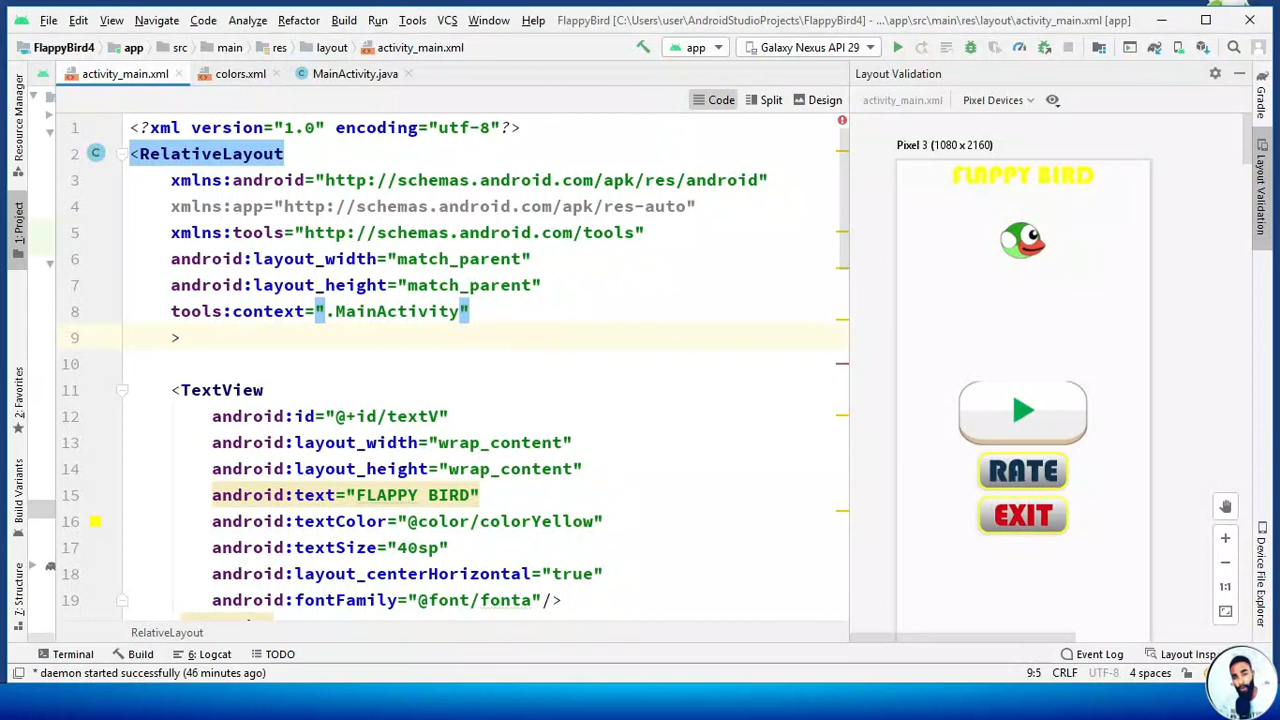 File Edit View Navigate Code Analyze Refactor Build Run Tools VCS Window Help FlappyBird [C:\Users\user\AndroidStudioProjects\FlappyBird4] - ...\app\src\main\res\layout\activity_main.xml [app]
FlappyBird4 app src main res layout activity_main.xml app Galaxy Nexus API 29
activity_main.xml colors.xml MainActivity.java Layout Validation
Code Split Design activity_main.xml Pixel Devices
Resource Manager
1: Project
2: Favorites
Build Variants
7: Structure
1 <?xml version="1.0" encoding="utf-8"?>
2 <RelativeLayout
3 xmlns:android="http://schemas.android.com/apk/res/android"
4 xmlns:app="http://schemas.android.com/apk/res-auto"
5 xmlns:tools="http://schemas.android.com/tools"
6 android:layout_width="match_parent"
7 android:layout_height="match_parent"
8 tools:context=".MainActivity"
9 >
10
11 <TextView
12 android:id="@+id/textV"
13 android:layout_width="wrap_content"
14 android:layout_height="wrap_content"
15 android:text="FLAPPY BIRD"
16 android:textColor="@color/colorYellow"
17 android:textSize="40sp"
18 android:layout_centerHorizontal="true"
19 android:fontFamily="@font/fonta"/>
RelativeLayout
Pixel 3 (1080 x 2160)
FLAPPY BIRD
RATE
EXIT
1:1
Gradle
Layout Validation
Device File Explorer
Terminal Build 6: Logcat TODO Event Log Layout Insp
* daemon started successfully (46 minutes ago) 9:5 CRLF UTF-8 4 spaces